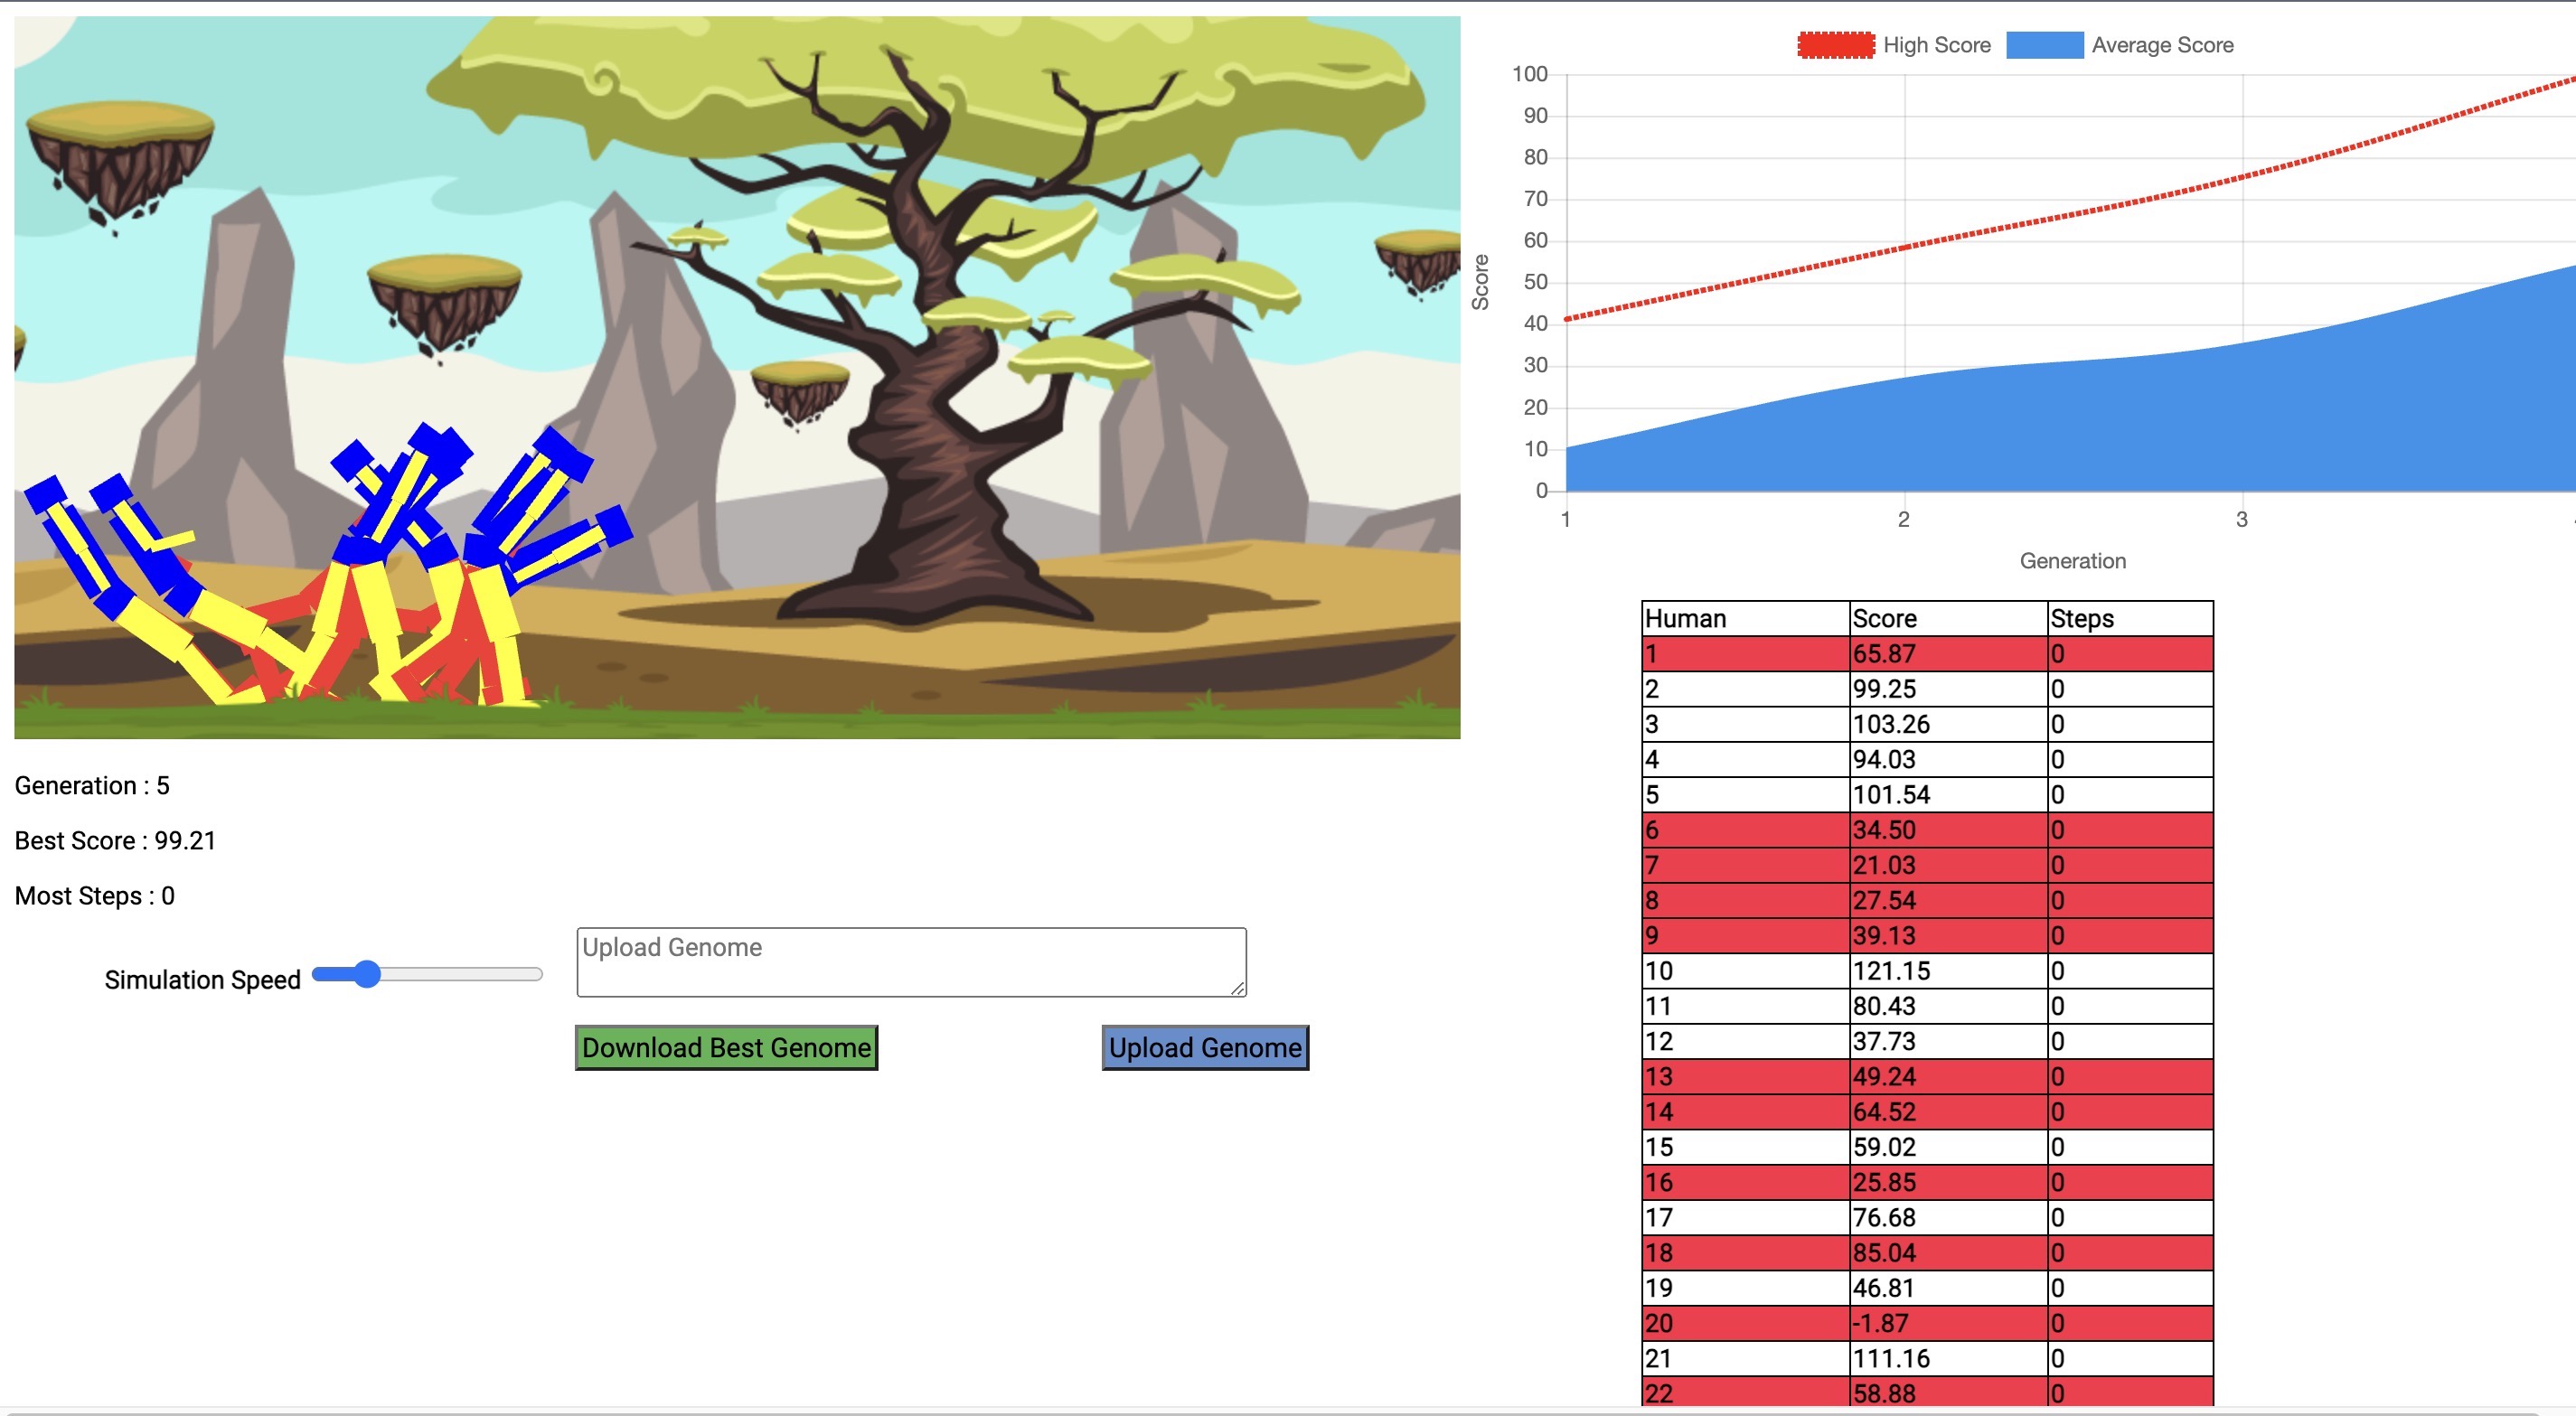 High Score Average Score
100
90
80
70
60
50
40
30
20
10
0
Score
1 2 3
Generation
Human Score Steps
1 65.87 0
2 99.25 0
3 103.26 0
4 94.03 0
5 101.54 0
6 34.50 0
7 21.03 0
8 27.54 0
9 39.13 0
10 121.15 0
11 80.43 0
12 37.73 0
13 49.24 0
14 64.52 0
15 59.02 0
16 25.85 0
17 76.68 0
18 85.04 0
19 46.81 0
20 -1.87 0
21 111.16 0
22 58.88 0
Generation : 5
Best Score : 99.21
Most Steps : 0
Simulation Speed
Upload Genome
Download Best Genome
Upload Genome